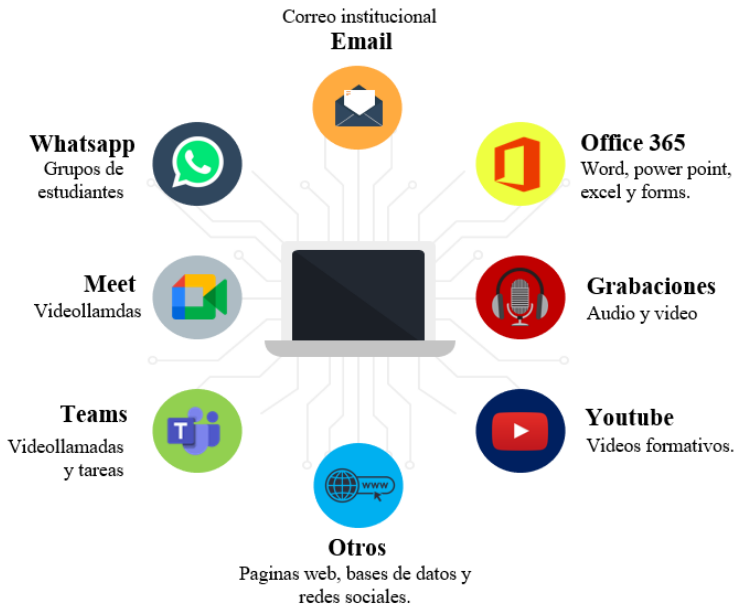 Correo institucional
Email
Whatsapp
Grupos de
estudiantes
Office 365
Word, power point,
excel y forms.
Meet
Videollamdas
Grabaciones
Audio y video
Teams
Videollamadas
y tareas
T
Youtube
Videos formativos.
www
Otros
Paginas web, bases de datos y
redes sociales.